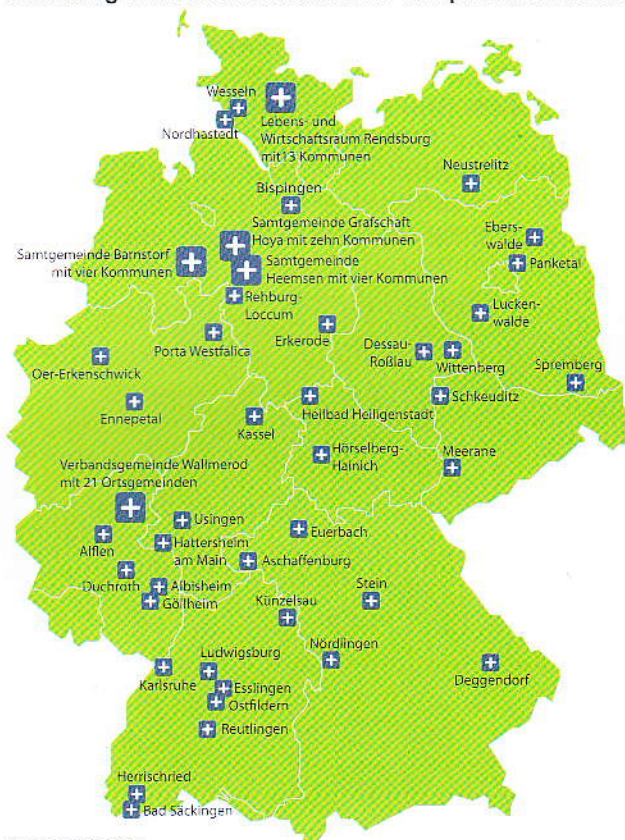 Wesseln
Nordhastedt
Lebens- und
Wirtschaftsraum Rendsburg
mit13 Kommunen
Neustrelitz
Bispingen
Samtgemeinde Grafschaft
Hoya mit zehn Kommunen
Ebers-
walde
Panketal
Samtgemeinde Barnstorf
mit vier Kommunen
Samtgemeinde
Heemsen mit vier Kommunen
Rehburg-
Loccum
Lucken-
walde
Porta Westfalica
Erkerode
Dessau-
Roßlau
Wittenberg
Spremberg
Oer-Erkenschwick
Ennepetal
Kassel
Heilbad Heiligenstadt
Schkeuditz
Hörselberg-
Hainich
Meerane
Verbandsgemeinde Wallmerod
mit 21 Ortsgemeinden
Usingen
Euerbach
Alflen
Hattersheim
am Main
Aschaffenburg
Duchroth
Albisheim
Göllheim
Künzelsau
Stein
Nördlingen
Ludwigsburg
Karlsruhe
Esslingen
Ostfildern
Deggendorf
Reutlingen
Herrischried
Bad Säckingen